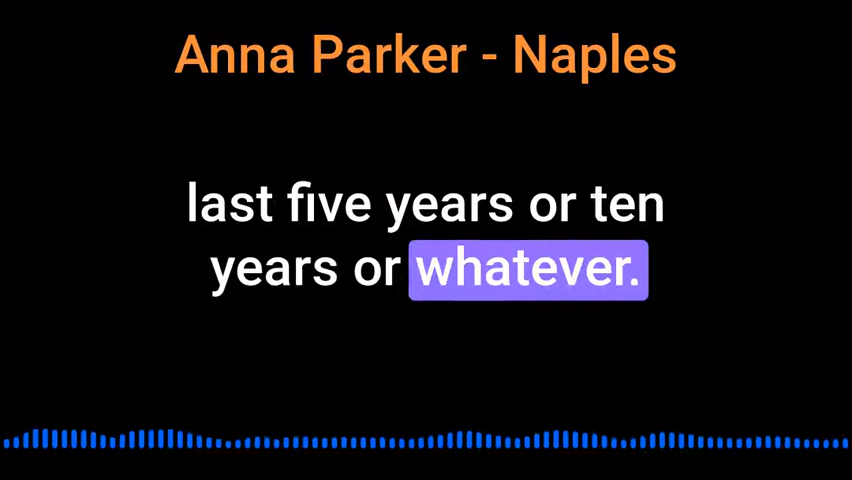 Anna Parker - Naples
last five years or ten
years or whatever.